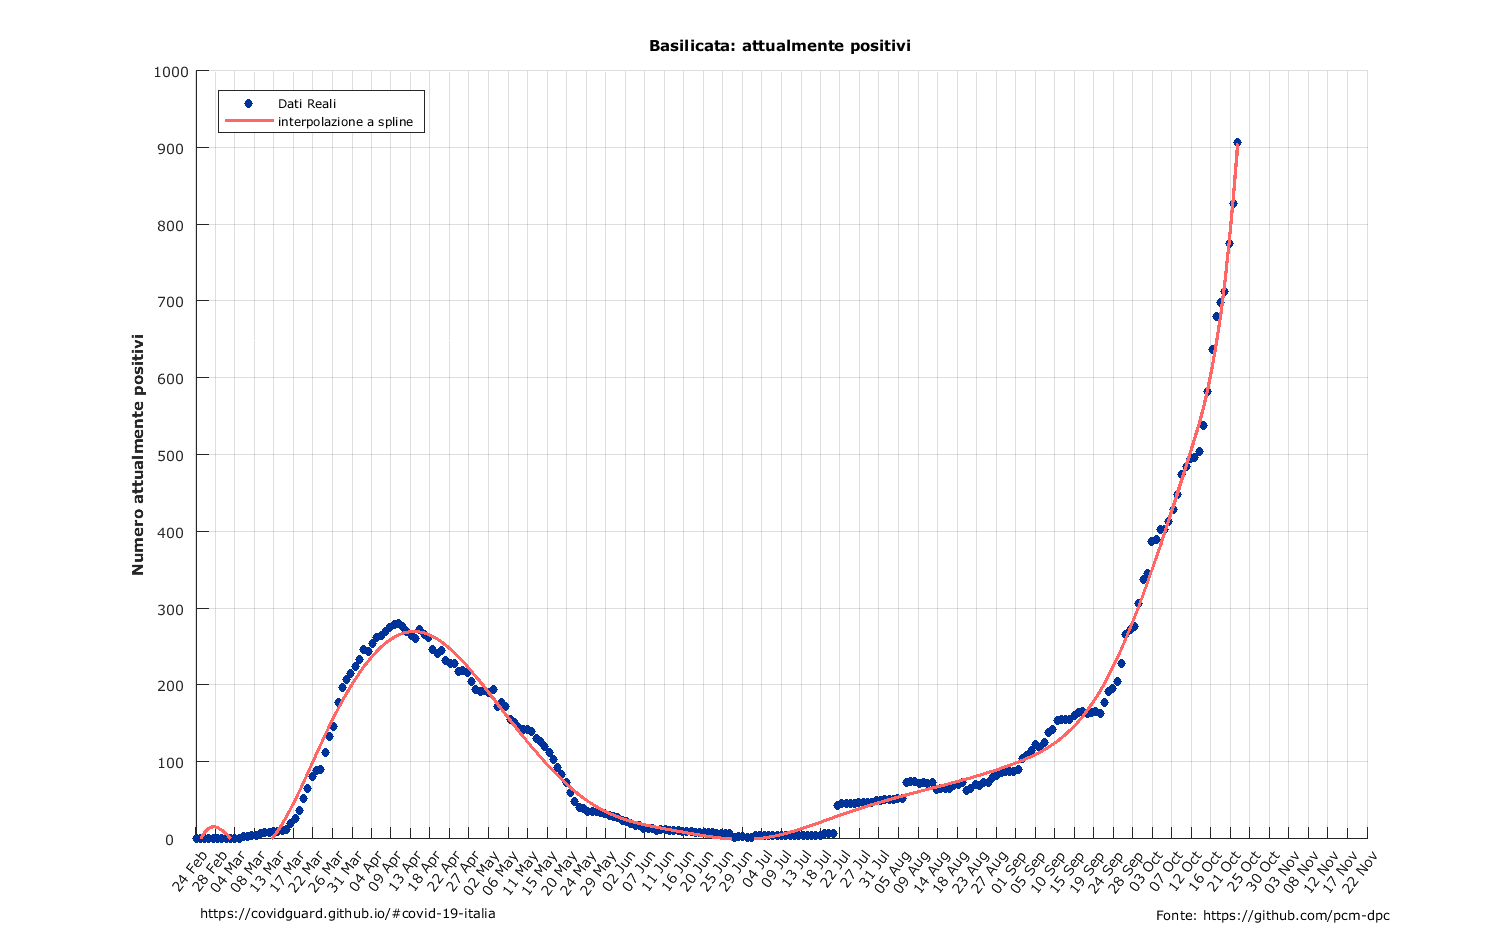 Basilicata: attualmente positivi
1000
900
800
700
600
500
400
300
200
100
0
Numero attualmente positivi
Dati Reali
interpolazione a spline
24 Feb
28 Feb
04 Mar
08 Mar
13 Mar
17 Mar
22 Mar
26 Mar
31 Mar
04 Apr
09 Apr
13 Apr
18 Apr
22 Apr
27 Apr
02 May
06 May
11 May
15 May
20 May
24 May
29 May
02 Jun
07 Jun
11 Jun
16 Jun
20 Jun
25 Jun
29 Jun
04 Jul
09 Jul
13 Jul
18 Jul
22 Jul
27 Jul
31 Jul
05 Aug
09 Aug
14 Aug
18 Aug
23 Aug
27 Aug
01 Sep
05 Sep
10 Sep
15 Sep
19 Sep
24 Sep
28 Sep
03 Oct
07 Oct
12 Oct
16 Oct
21 Oct
25 Oct
30 Oct
03 Nov
08 Nov
12 Nov
17 Nov
22 Nov
https://covidguard.github.io/#covid-19-italia
Fonte: https://github.com/pcm-dpc